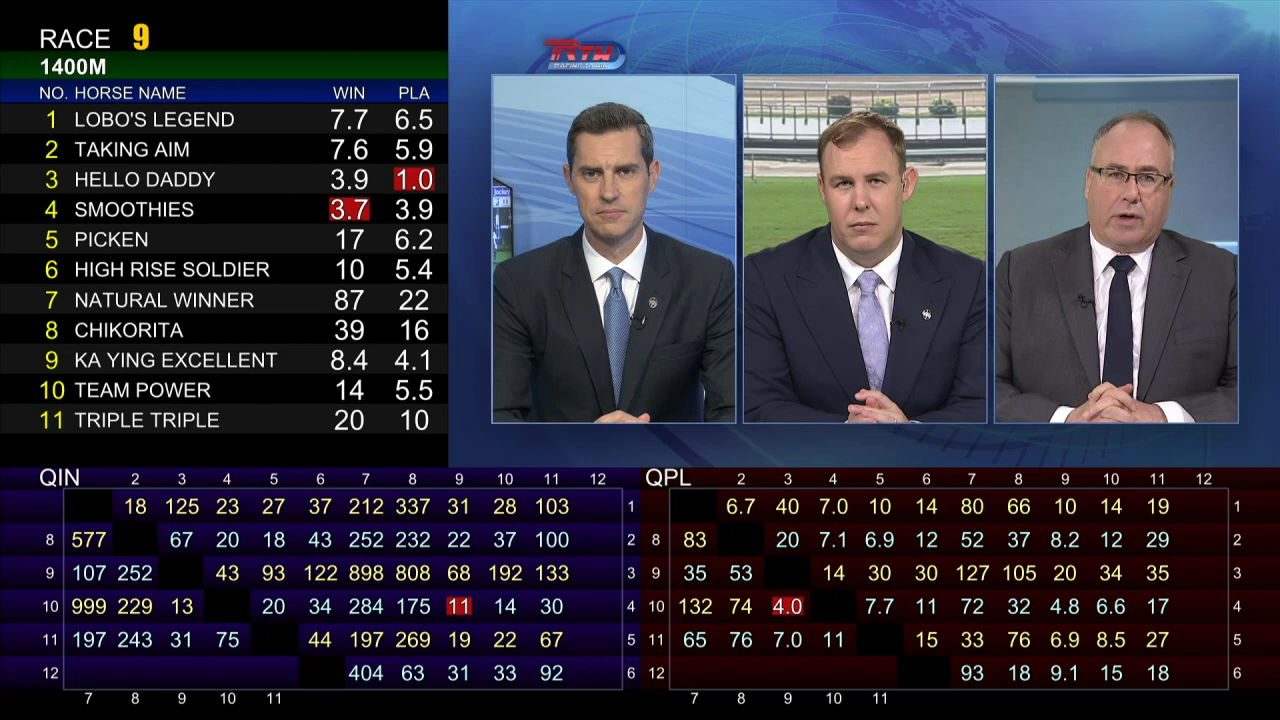 RACE 9
1400M
NO. HORSE NAME WIN PLA
1 LOBO'S LEGEND 7.7 6.5
2 TAKING AIM 7.6 5.9
3 HELLO DADDY 3.9 1.0
4 SMOOTHIES 3.7 3.9
5 PICKEN 17 6.2
6 HIGH RISE SOLDIER 10 5.4
7 NATURAL WINNER 87 22
8 CHIKORITA 39 16
9 KA YING EXCELLENT 8.4 4.1
10 TEAM POWER 14 5.5
11 TRIPLE TRIPLE 20 10
RTW
Jockey
QIN 2 3 4 5 6 7 8 9 10 11 12
18 125 23 27 37 212 337 31 28 103 1
8 577 67 20 18 43 252 232 22 37 100 2
9 107 252 43 93 122 898 808 68 192 133 3
10 999 229 13 20 34 284 175 11 14 30 4
11 197 243 31 75 44 197 269 19 22 67 5
12 404 63 31 33 92 6
7 8 9 10 11
QPL 2 3 4 5 6 7 8 9 10 11 12
6.7 40 7.0 10 14 80 66 10 14 19 1
8 83 20 7.1 6.9 12 52 37 8.2 12 29 2
9 35 53 14 30 30 127 105 20 34 35 3
10 132 74 4.0 7.7 11 72 32 4.8 6.6 17 4
11 65 76 7.0 11 15 33 76 6.9 8.5 27 5
12 93 18 9.1 15 18 6
7 8 9 10 11